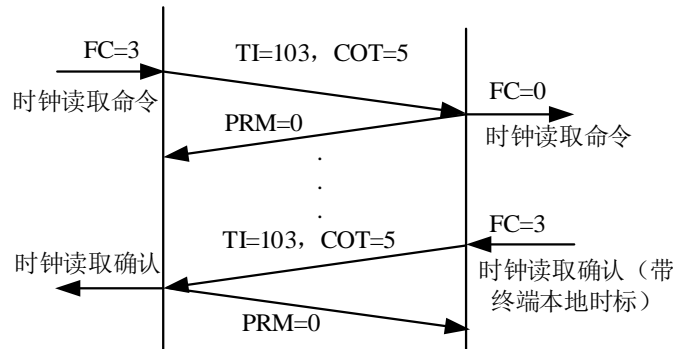 FC=3
TI=103，COT=5
时钟读取命令
FC=0
PRM=0
时钟读取命令
.
.
.
FC=3
TI=103，COT=5
时钟读取确认
时钟读取确认（带
终端本地时标）
PRM=0